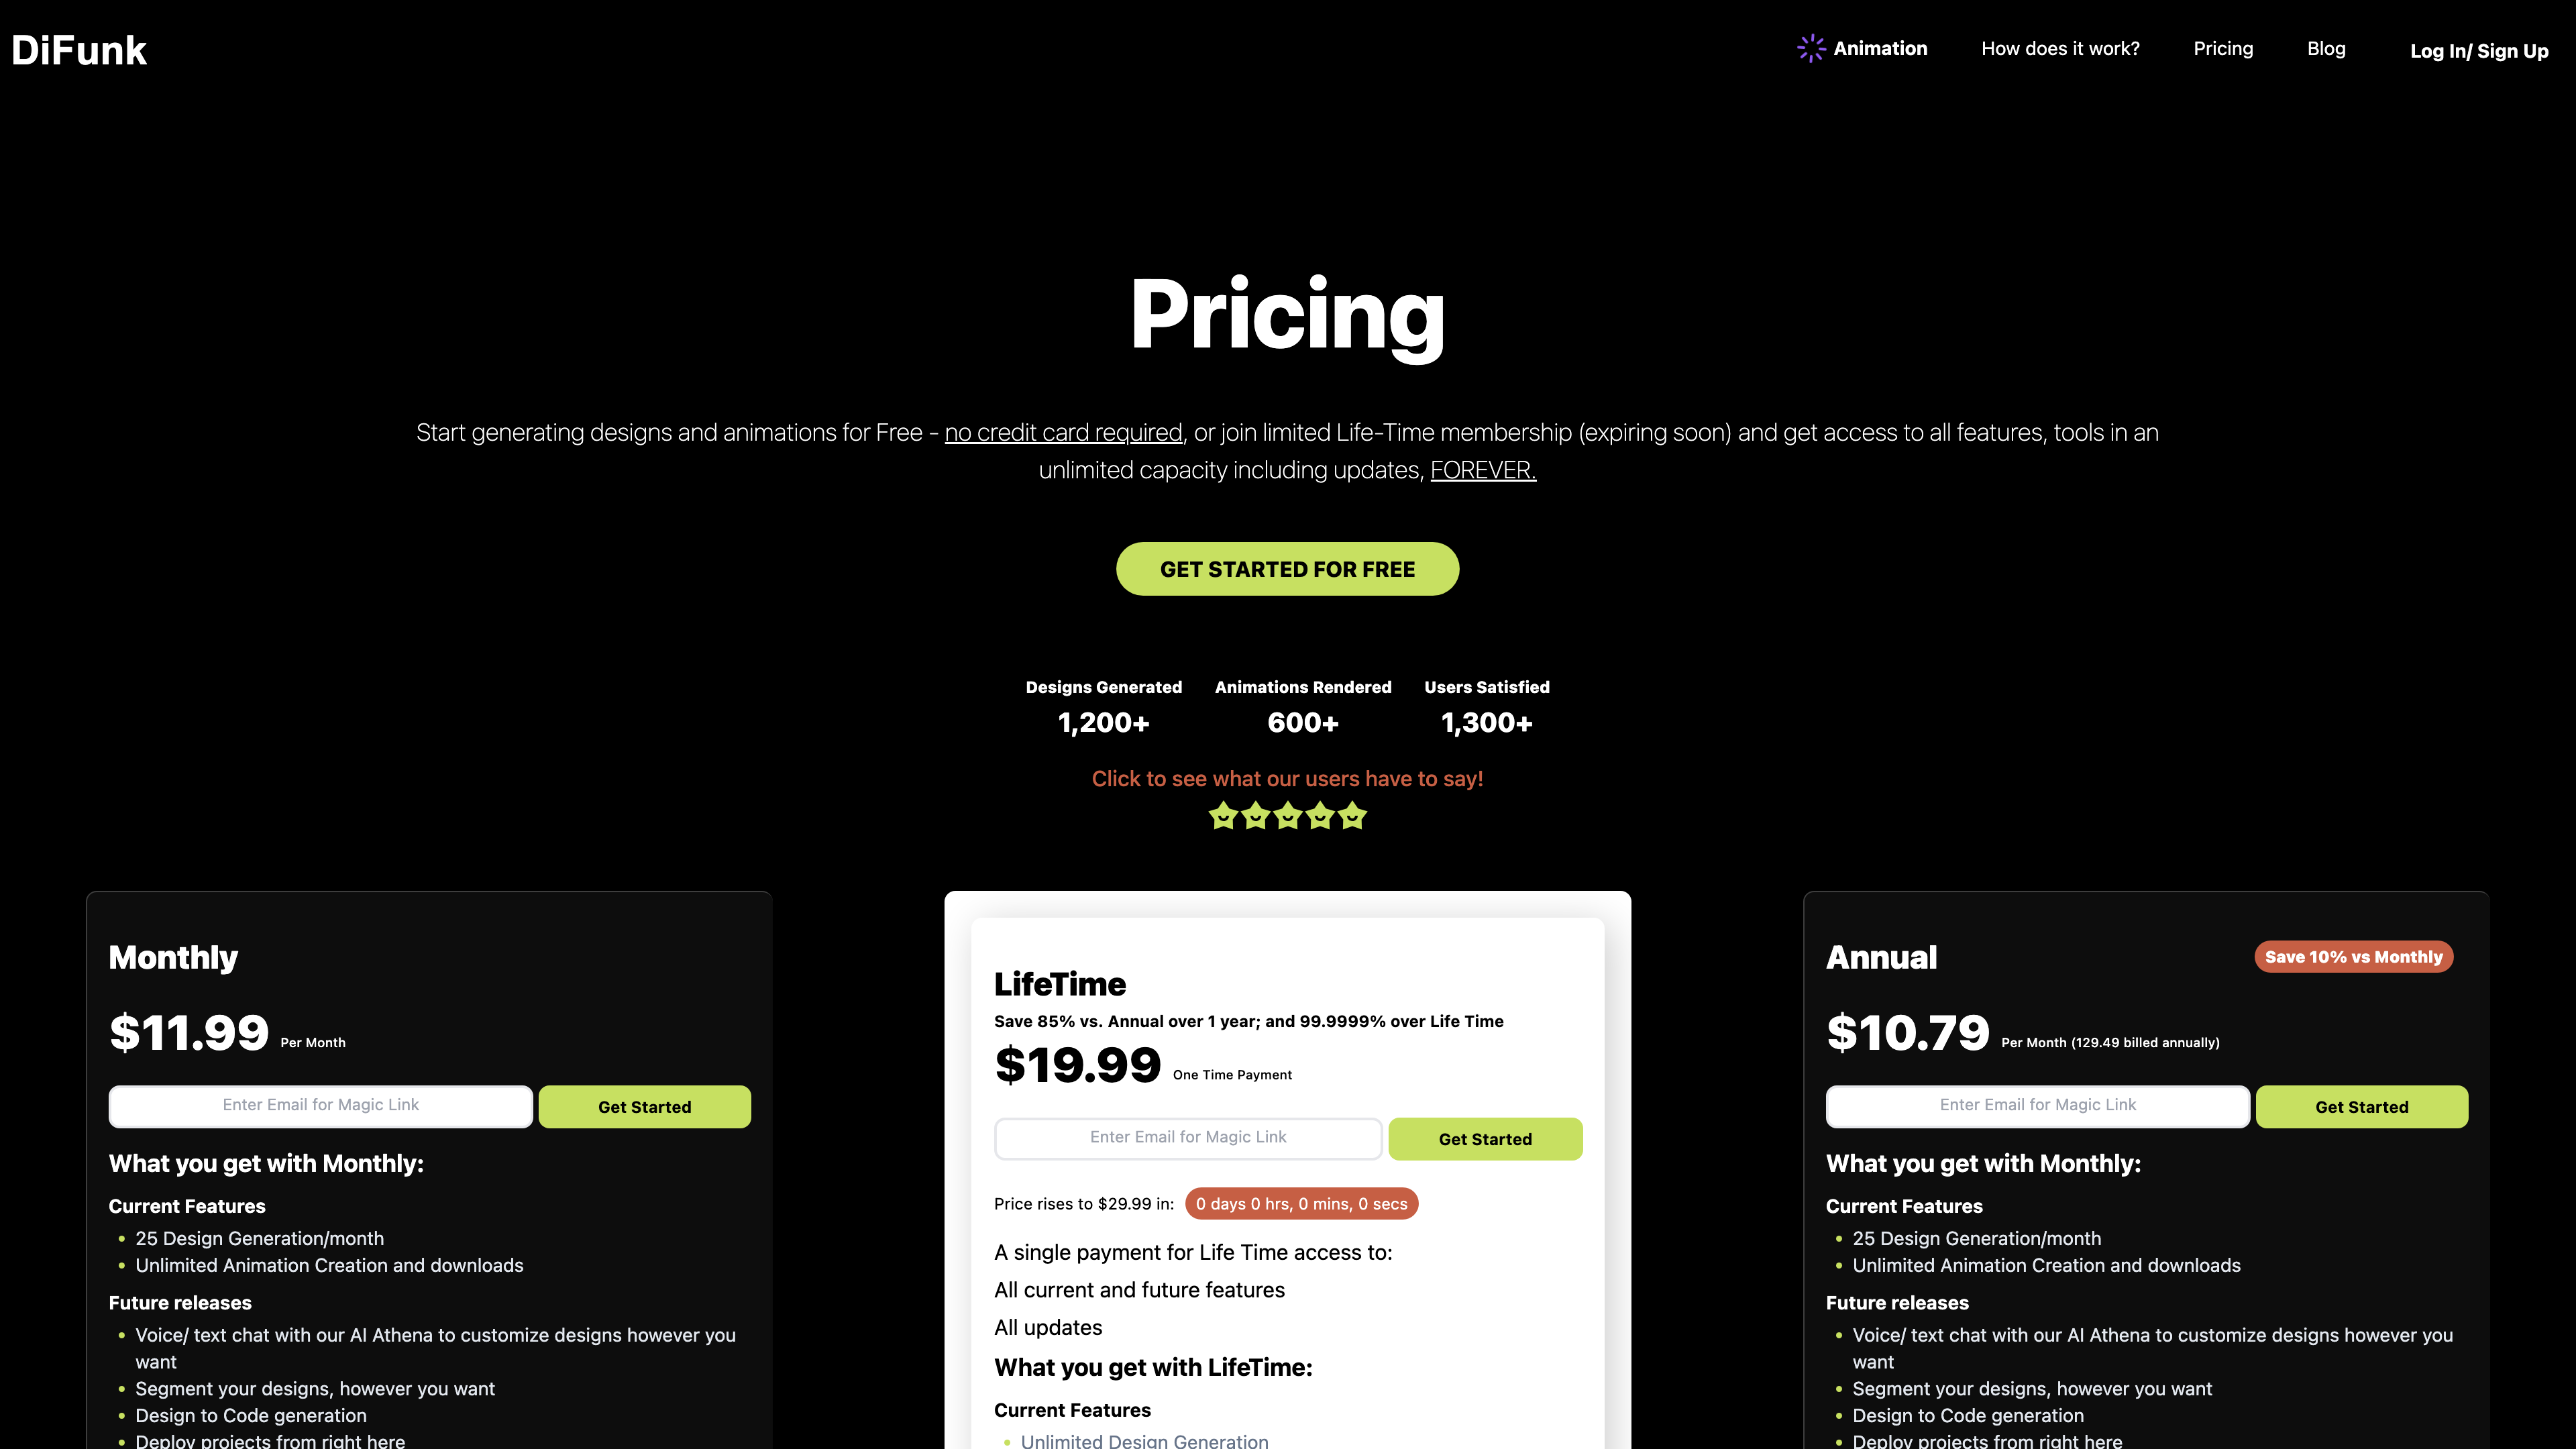 DiFunk
Animation
How does it work?
Pricing
Blog
Log In/ Sign Up
Pricing
Start generating designs and animations for Free - no credit card required, or join limited Life-Time membership (expiring soon) and get access to all features, tools in an
unlimited capacity including updates, FOREVER.
GET STARTED FOR FREE
Designs Generated
1,200+
Animations Rendered
600+
Users Satisfied
1,300+
Click to see what our users have to say!
Monthly
$11.99 Per Month
Enter Email for Magic Link
Get Started
What you get with Monthly:
Current Features
25 Design Generation/month
Unlimited Animation Creation and downloads
Future releases
Voice/ text chat with our AI Athena to customize designs however you
want
Segment your designs, however you want
Design to Code generation
Deploy projects from right here
LifeTime
Save 85% vs. Annual over 1 year; and 99.9999% over Life Time
$19.99 One Time Payment
Enter Email for Magic Link
Get Started
Price rises to $29.99 in: 0 days 0 hrs, 0 mins, 0 secs
A single payment for Life Time access to:
All current and future features
All updates
What you get with LifeTime:
Current Features
Unlimited Design Generation
Annual
Save 10% vs Monthly
$10.79 Per Month (129.49 billed annually)
Enter Email for Magic Link
Get Started
What you get with Monthly:
Current Features
25 Design Generation/month
Unlimited Animation Creation and downloads
Future releases
Voice/ text chat with our AI Athena to customize designs however you
want
Segment your designs, however you want
Design to Code generation
Deploy projects from right here